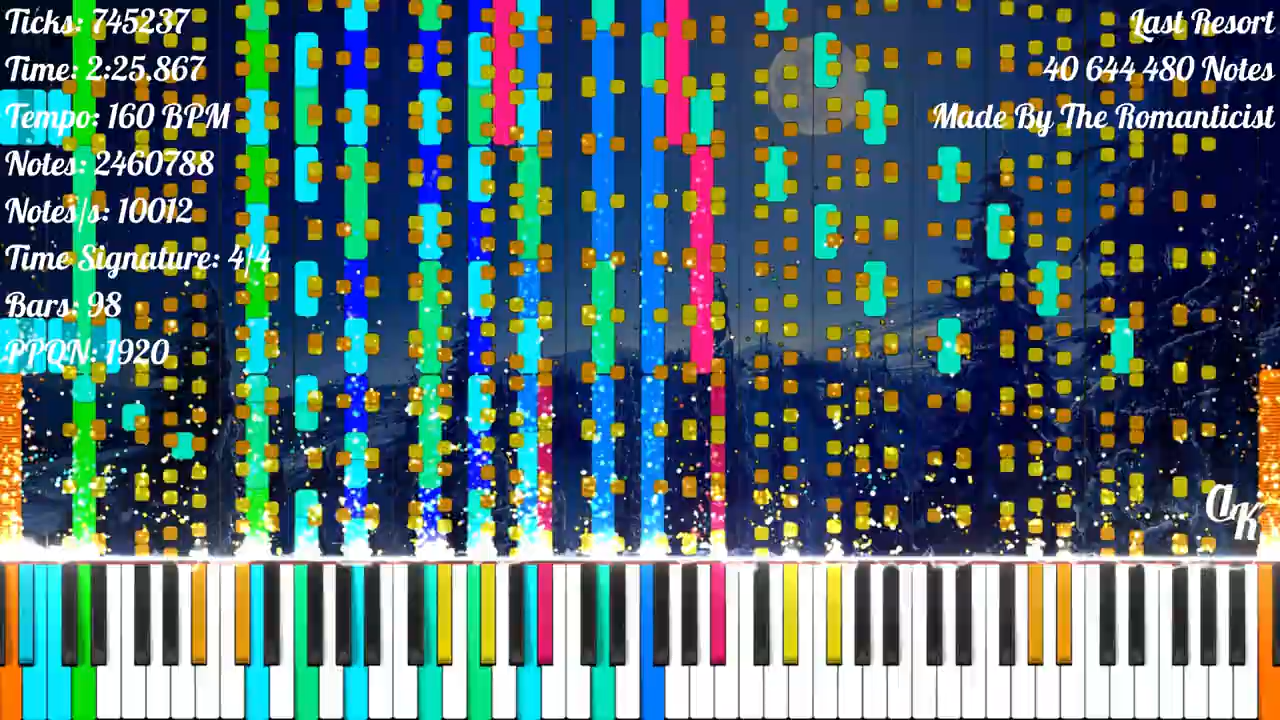 Ticks: 745237
Time: 2:25.867
Tempo: 160 BPM
Notes: 2460788
Notes/s: 10012
Time Signature: 4/4
Bars: 98
PPQN: 1920
Last Resort
40 644 480 Notes
Made By The Romanticist
aK